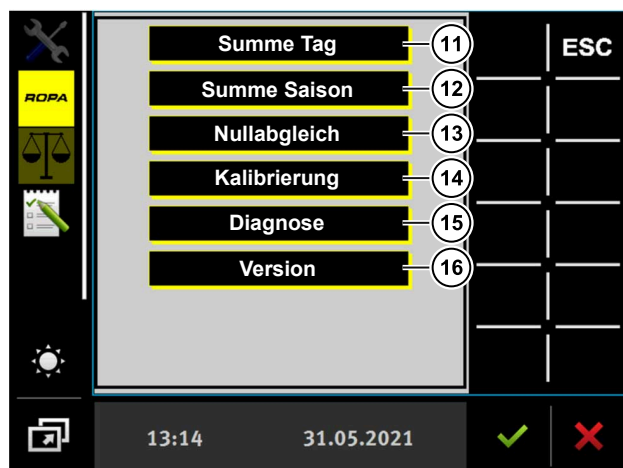 Summe Tag 11
ESC
ROPA
Summe Saison 12
Nullabgleich 13
Kalibrierung 14
Diagnose 15
Version 16
13:14 31.05.2021